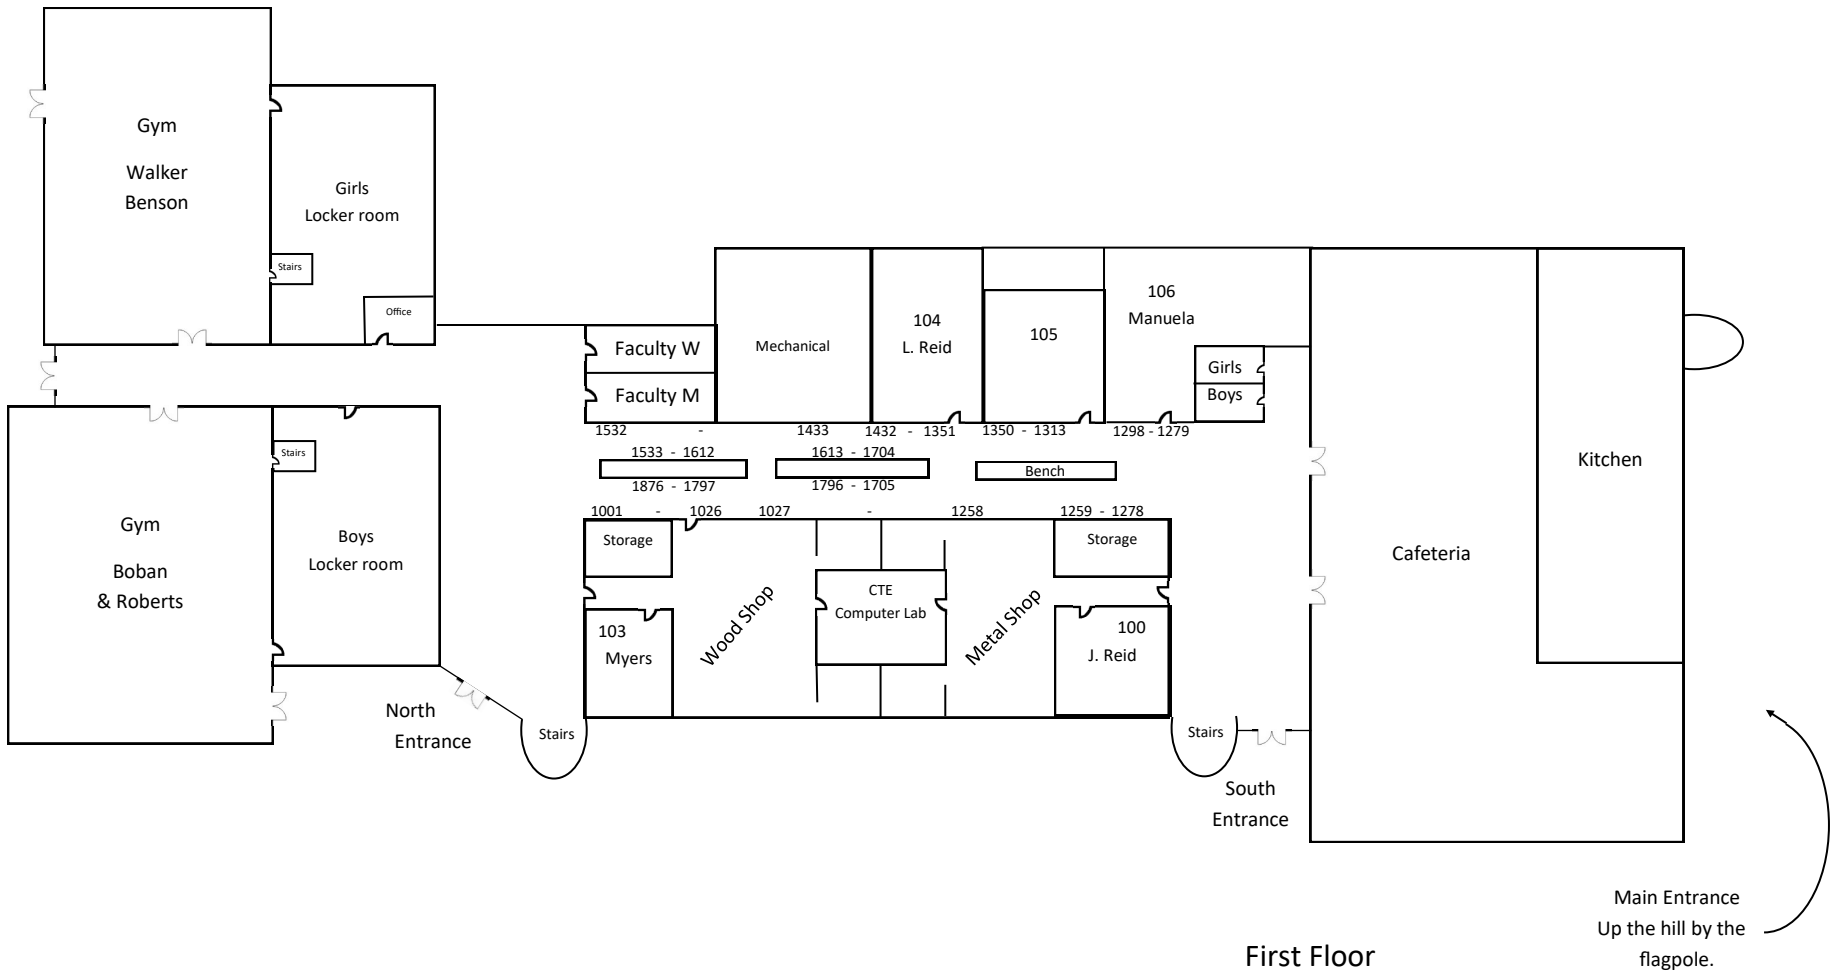 Gym
Walker
Benson
Girls
Locker room
Stairs
Office
Faculty W
Faculty M
Mechanical
104
L. Reid
105
106
Manuela
Girls
Boys
1532 - 1433 1432 - 1351 1350 - 1313 1298 - 1279
1533 - 1612 1613 - 1704
Bench
1876 - 1797 1796 - 1705
1001 - 1026 1027 - 1258 1259 - 1278
Gym
Boban
& Roberts
Stairs
Boys
Locker room
Storage
Wood Shop
CTE
Computer Lab
Metal Shop
Storage
103
Myers
100
J. Reid
Cafeteria
Kitchen
North
Entrance
Stairs
Stairs
South
Entrance
Main Entrance
Up the hill by the
flagpole.
First Floor